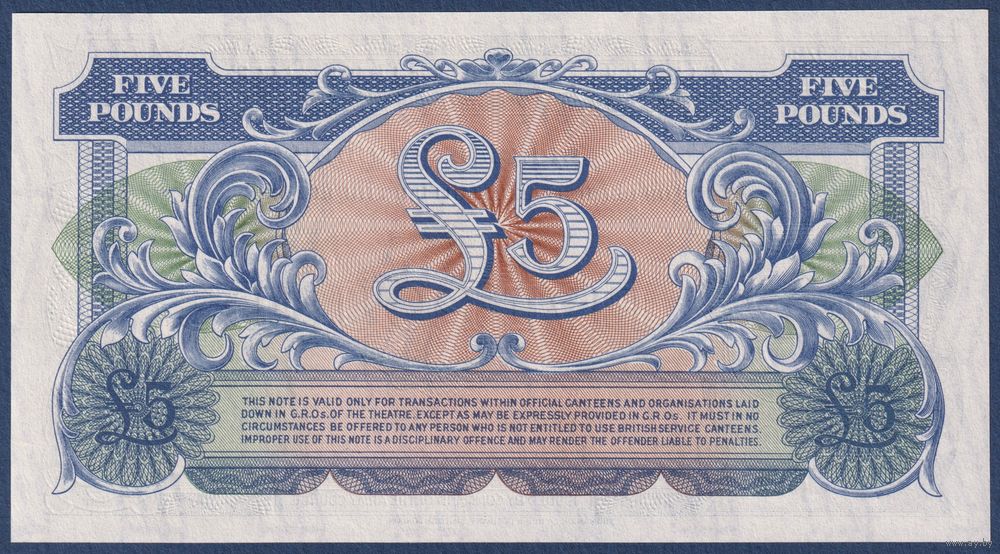 FIVE
POUNDS
FIVE
POUNDS
£5
THIS NOTE IS VALID ONLY FOR TRANSACTIONS WITHIN OFFICIAL CANTEENS AND ORGANISATIONS LAID
DOWN IN G.R.Os. OF THE THEATRE. EXCEPT AS MAY BE EXPRESSLY PROVIDED IN G.R.Os. IT MUST IN NO
CIRCUMSTANCES BE OFFERED TO ANY PERSON WHO IS NOT ENTITLED TO USE BRITISH SERVICE CANTEENS.
IMPROPER USE OF THIS NOTE IS A DISCIPLINARY OFFENCE AND MAY RENDER THE OFFENDER LIABLE TO PENALTIES.
£5
£5
www.ay.by